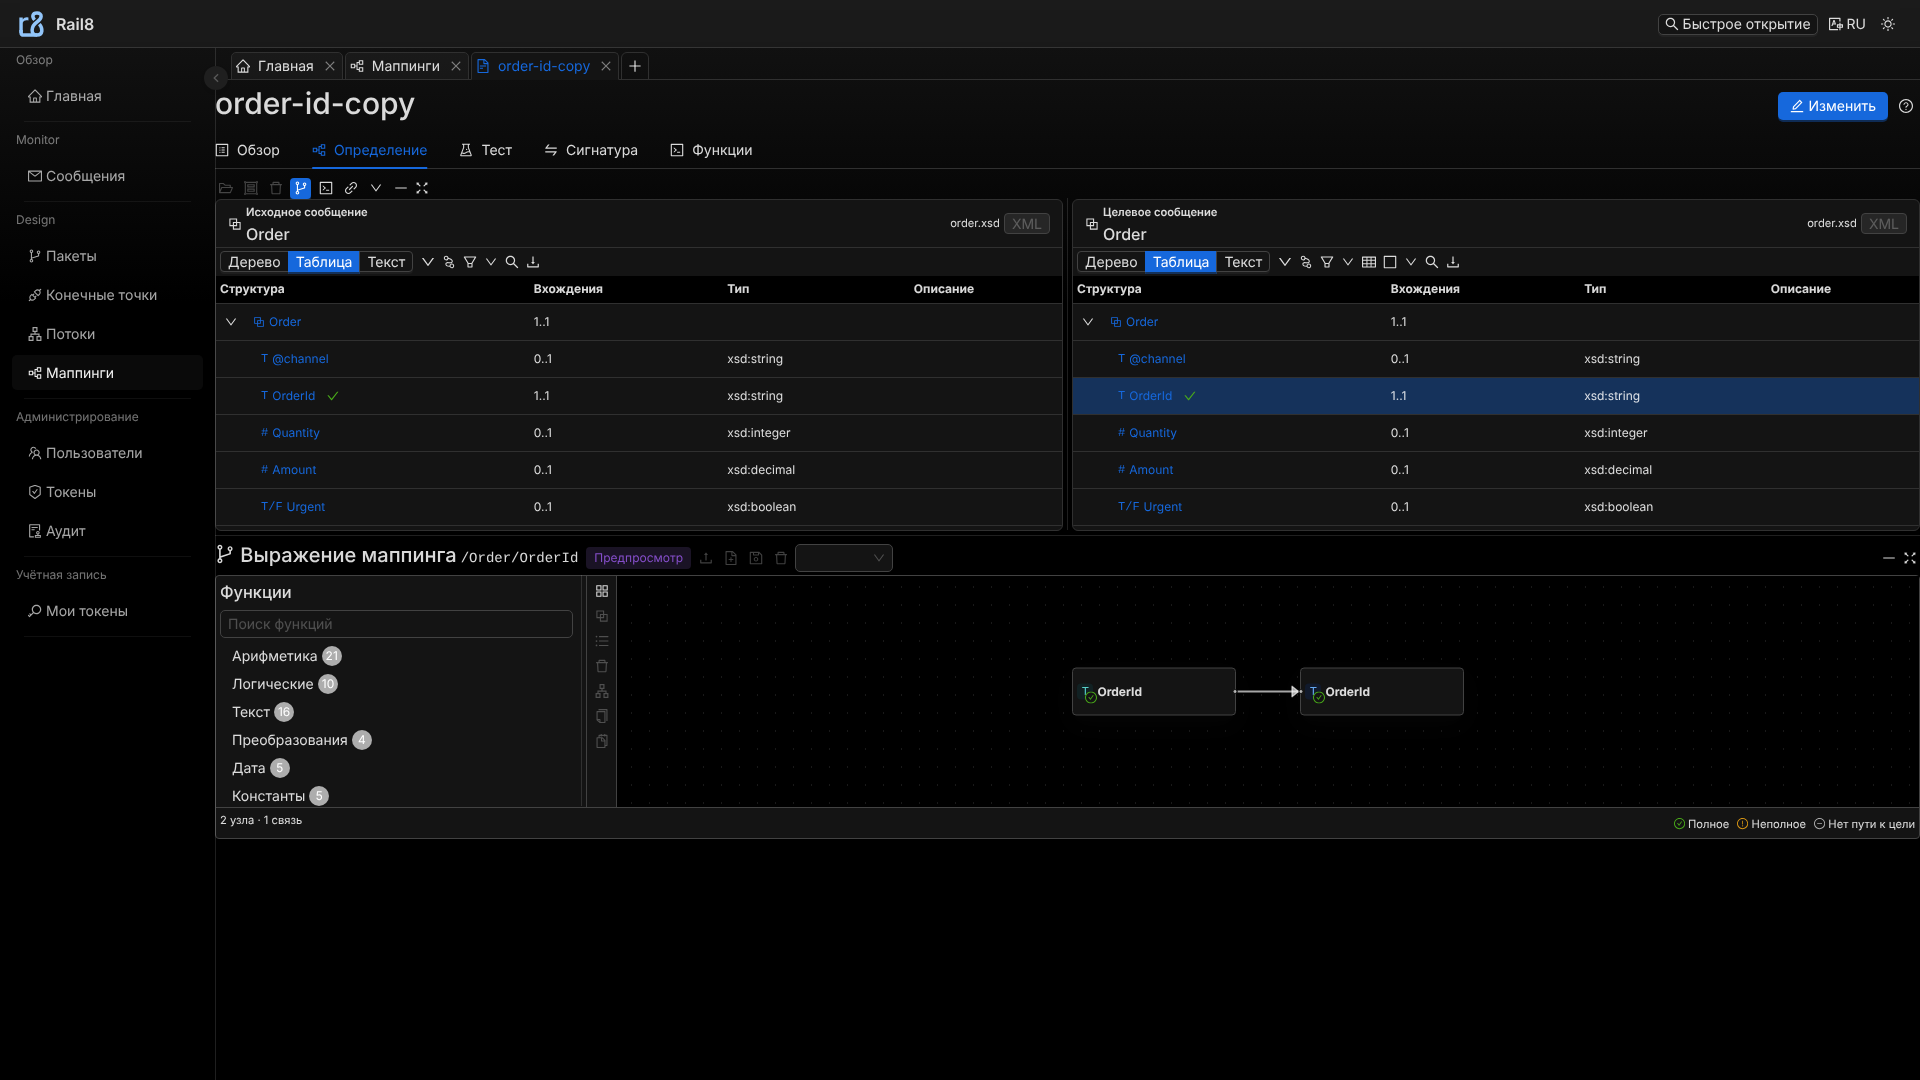 Rail8
Быстрое открытие
RU
Обзор
Главная
Monitor
Сообщения
Design
Пакеты
Конечные точки
Потоки
Маппинги
Администрирование
Пользователи
Токены
Аудит
Учётная запись
Мои токены
Главная
Маппинги
order-id-copy
order-id-copy
Изменить
Обзор
Определение
Тест
Сигнатура
Функции
Исходное сообщение
Order
order.xsd
XML
Дерево
Таблица
Текст
Структура Вхождения Тип Описание
Order 1..1
T @channel 0..1 xsd:string
T OrderId 1..1 xsd:string
# Quantity 0..1 xsd:integer
# Amount 0..1 xsd:decimal
T/F Urgent 0..1 xsd:boolean
Целевое сообщение
Order
order.xsd
XML
Дерево
Таблица
Текст
Структура Вхождения Тип Описание
Order 1..1
T @channel 0..1 xsd:string
T OrderId 1..1 xsd:string
# Quantity 0..1 xsd:integer
# Amount 0..1 xsd:decimal
T/F Urgent 0..1 xsd:boolean
Выражение маппинга /Order/OrderId Предпросмотр
Функции
Поиск функций
Арифметика 21
Логические 10
Текст 16
Преобразования 4
Дата 5
Константы 5
T OrderId
T OrderId
2 узла · 1 связь
Полное
Неполное
Нет пути к цели